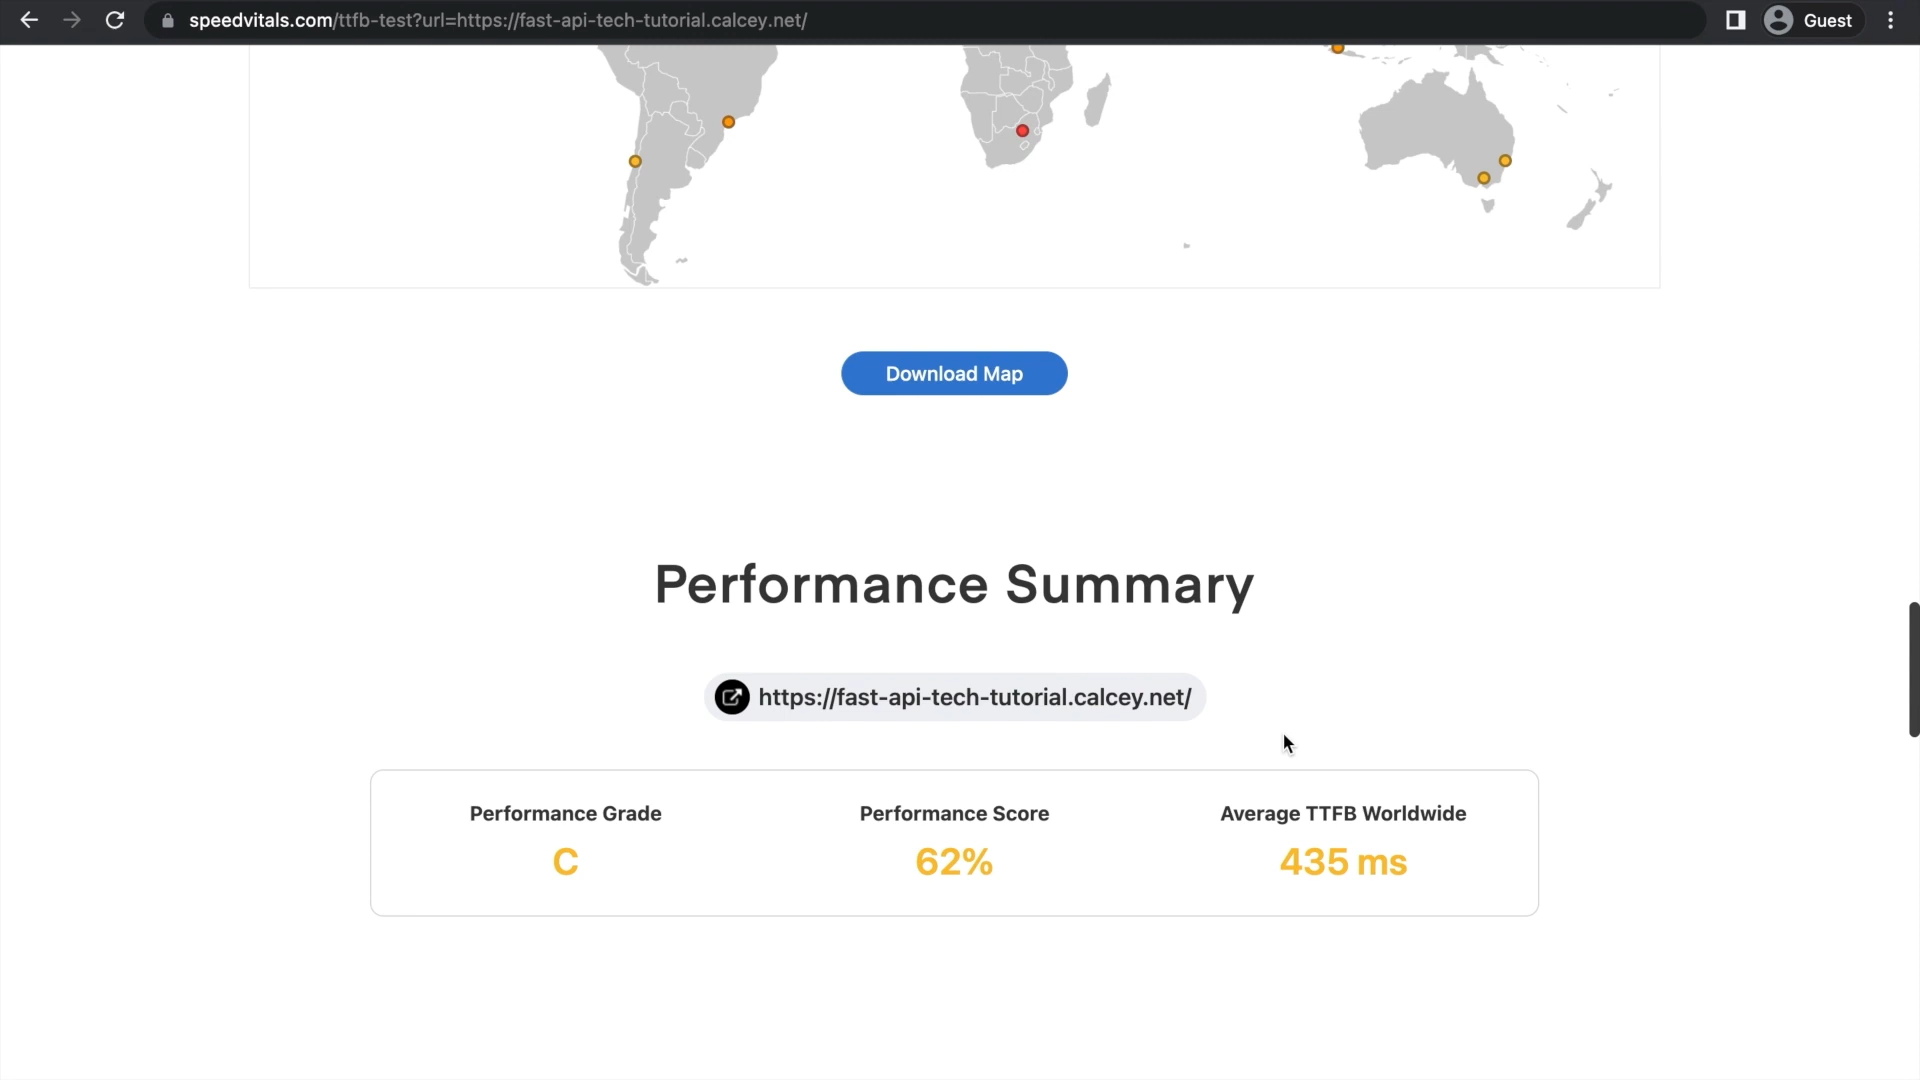 speedvitals.com/ttfb-test?url=https://fast-api-tech-tutorial.calcey.net/
Guest
Download Map
Performance Summary
https://fast-api-tech-tutorial.calcey.net/
Performance Grade
Performance Score
Average TTFB Worldwide
C
62%
435 ms